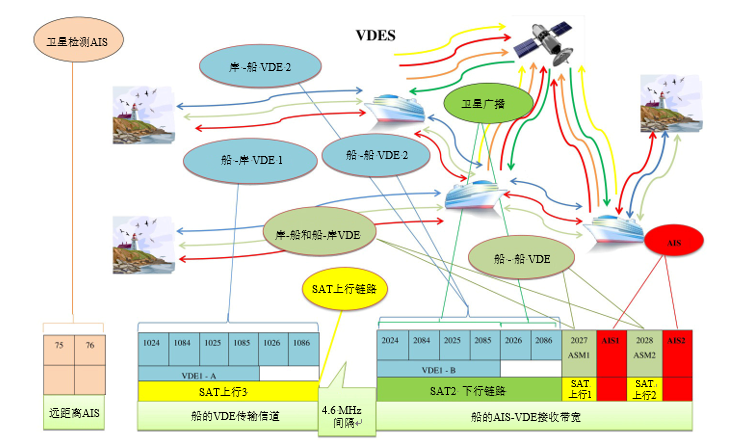 VDES
卫星检测AIS
岸 -船 VDE·2
卫星广播
船 - 岸 VDE·1
船 - 船 VDE·2
岸-船和船-岸VDE
船 - 船 VDE
AIS
SAT上行链路
75 76
1024 1084 1025 1085 1026 1086
2024 2084 2025 2085 2026 2086
2027
ASM1
AIS1
2028
ASM2
AIS2
VDE1 - A
VDE1 - B
SAT上行3
SAT2 下行链路
SAT
上行1
SAT
上行2
远距离AIS
船的VDE传输信道
4.6 MHz
间隔
船的AIS-VDE接收带宽